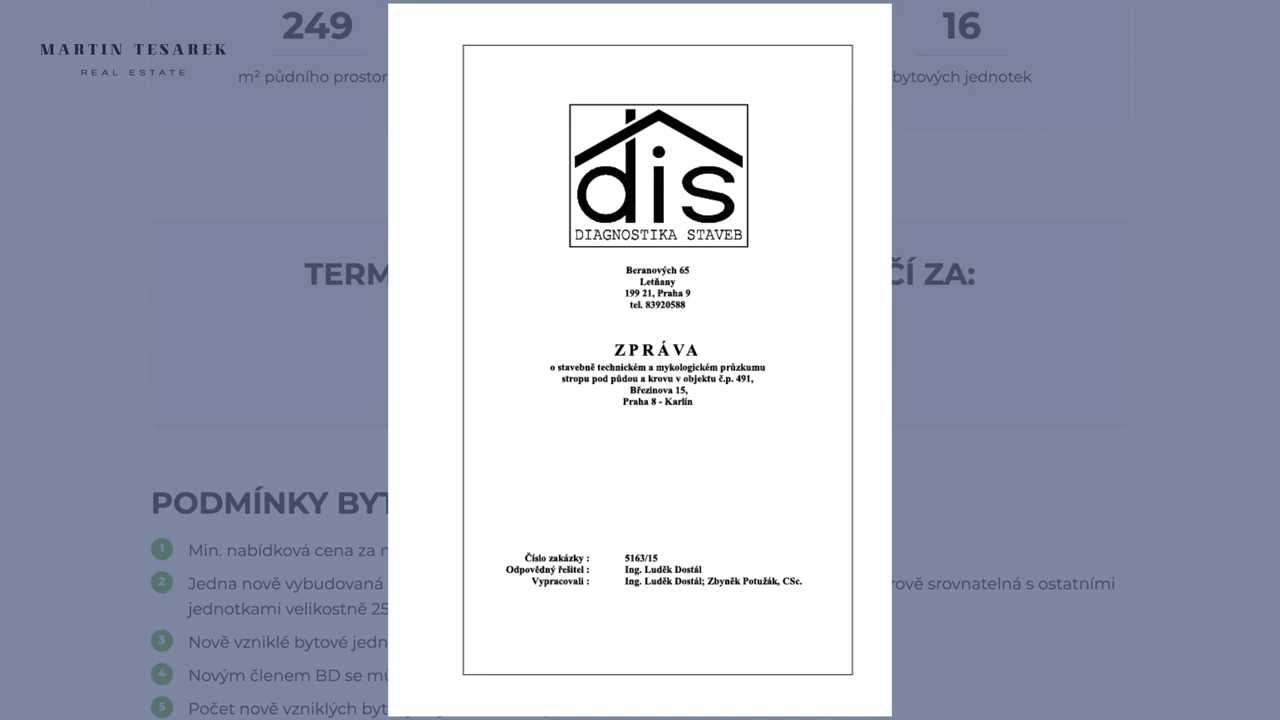 249
16
MARTIN TESAREK
REAL ESTATE
m² půdního prostor
bytových jednotek
dis
DIAGNOSTIKA STAVEB
Beranových 65
Letňany
199 21, Praha 9
tel. 83920588
ZPRÁVA
o stavebně technickém a mykologickém průzkumu
stropu pod půdou a krovu v objektu č.p. 491,
Březinova 15,
Praha 8 - Karlín
Číslo zakázky : 5163/15
Odpovědný řešitel : Ing. Luděk Dostál
Vypracovali : Ing. Luděk Dostál; Zbyněk Potužák, CSc.
TERM
ČÍ ZA:
PODMÍNKY BYT
1 Min. nabídková cena za
2 Jedna nově vybudovaná
rově srovnatelná s ostatními
jednotkami velikostně 25
3 Nově vzniklé bytové jedn
4 Novým členem BD se mů
5 Počet nově vzniklých byt